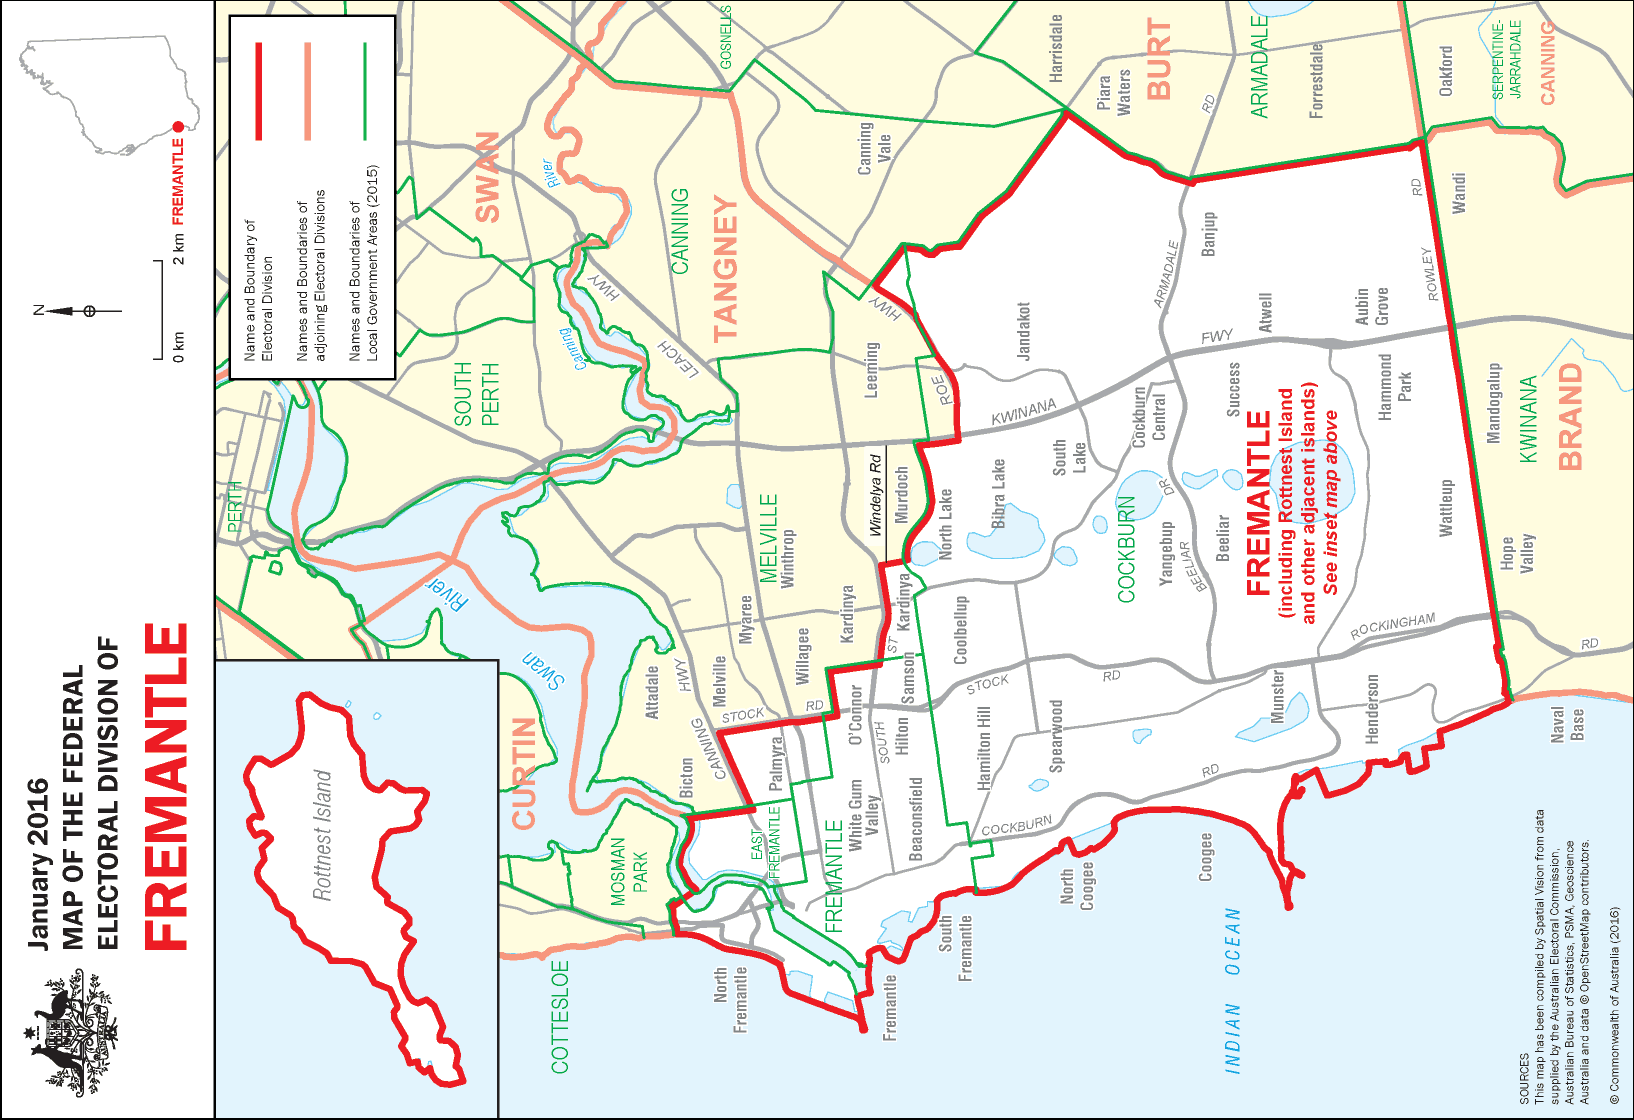 January 2016
MAP OF THE FEDERAL
ELECTORAL DIVISION OF
FREMANTLE
N
0 km
2 km
FREMANTLE
Name and Boundary of
Electoral Division
Names and Boundaries of
adjoining Electoral Divisions
Names and Boundaries of
Local Government Areas (2015)
Rottnest Island
PERTH
SOUTH
PERTH
SWAN
River
GOSNELLS
CANNING
TANGNEY
Canning
HWY
LEACH
HWY
River
Swan
CURTIN
MOSMAN
PARK
COTTESLOE
Attadale
HWY
CANNING
Bicton
Melville
STOCK
RD
Myaree
MELVILLE
Winthrop
Willagee
Kardinya
Leeming
Canning
Vale
Windelya Rd
Murdoch
ROE
Palmyra
EAST
FREMANTLE
FREMANTLE
White Gum
Valley
O'Connor
SOUTH
ST
Hilton
Samson
Kardinya
Beaconsfield
North
Fremantle
Fremantle
South
Fremantle
North Lake
Bibra Lake
Coolbellup
STOCK
RD
Hamilton Hill
COCKBURN
RD
Spearwood
North
Coogee
Coogee
INDIAN OCEAN
South
Lake
KWINANA
FWY
Jandakot
Cockburn
Central
COCKBURN
Yangebup
BEELIAR
DR
Beeliar
Success
ARMADALE
RD
Banjup
Atwell
Aubin
Grove
Hammond
Park
FREMANTLE
(including Rottnest Island
and other adjacent islands)
See inset map above
Munster
Henderson
ROCKINGHAM
RD
Wattleup
ROWLEY
RD
Harrisdale
Piara
Waters
BURT
ARMADALE
Forrestdale
Oakford
SERPENTINE-
JARRAHDALE
CANNING
Wandi
Mandogalup
KWINANA
BRAND
Hope
Valley
Naval
Base
SOURCES
This map has been compiled by Spatial Vision from data
supplied by the Australian Electoral Commission,
Australian Bureau of Statistics, PSMA, Geoscience
Australia and data © OpenStreetMap contributors.
© Commonwealth of Australia (2016)